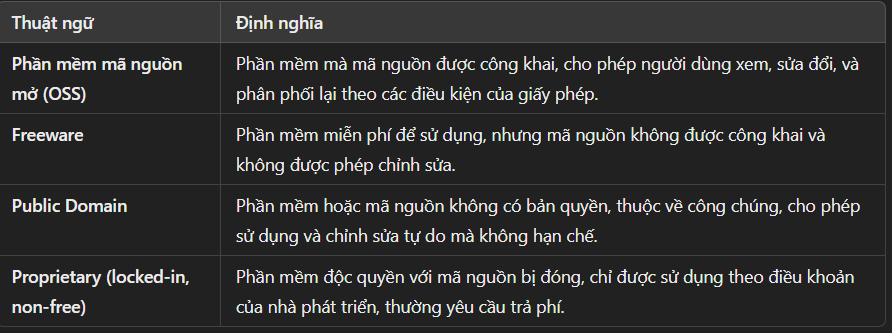 Thuật ngữ
Định nghĩa
Phần mềm mã nguồn
mở (OSS)
Phần mềm mà mã nguồn được công khai, cho phép người dùng xem, sửa đổi, và
phân phối lại theo các điều kiện của giấy phép.
Freeware
Phần mềm miễn phí để sử dụng, nhưng mã nguồn không được công khai và
không được phép chỉnh sửa.
Public Domain
Phần mềm hoặc mã nguồn không có bản quyền, thuộc về công chúng, cho phép
sử dụng và chỉnh sửa tự do mà không hạn chế.
Proprietary (locked-in,
non-free)
Phần mềm độc quyền với mã nguồn bị đóng, chỉ được sử dụng theo điều khoản
của nhà phát triển, thường yêu cầu trả phí.